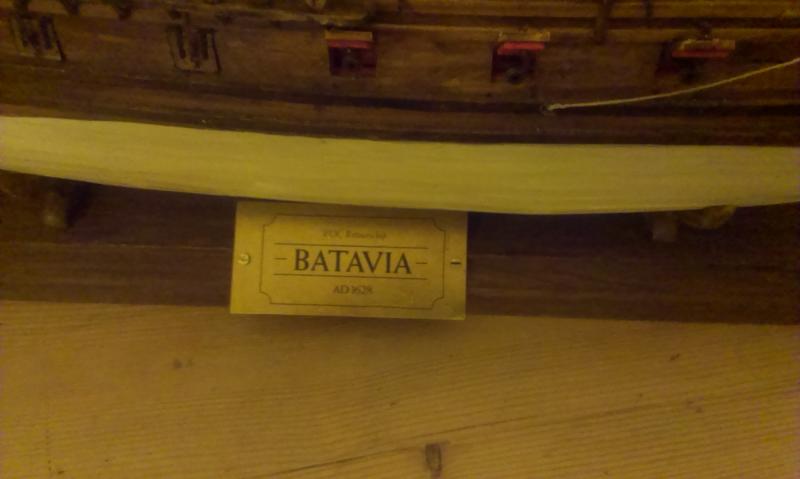 VOC Retourschip
- BATAVIA -
AD 1628